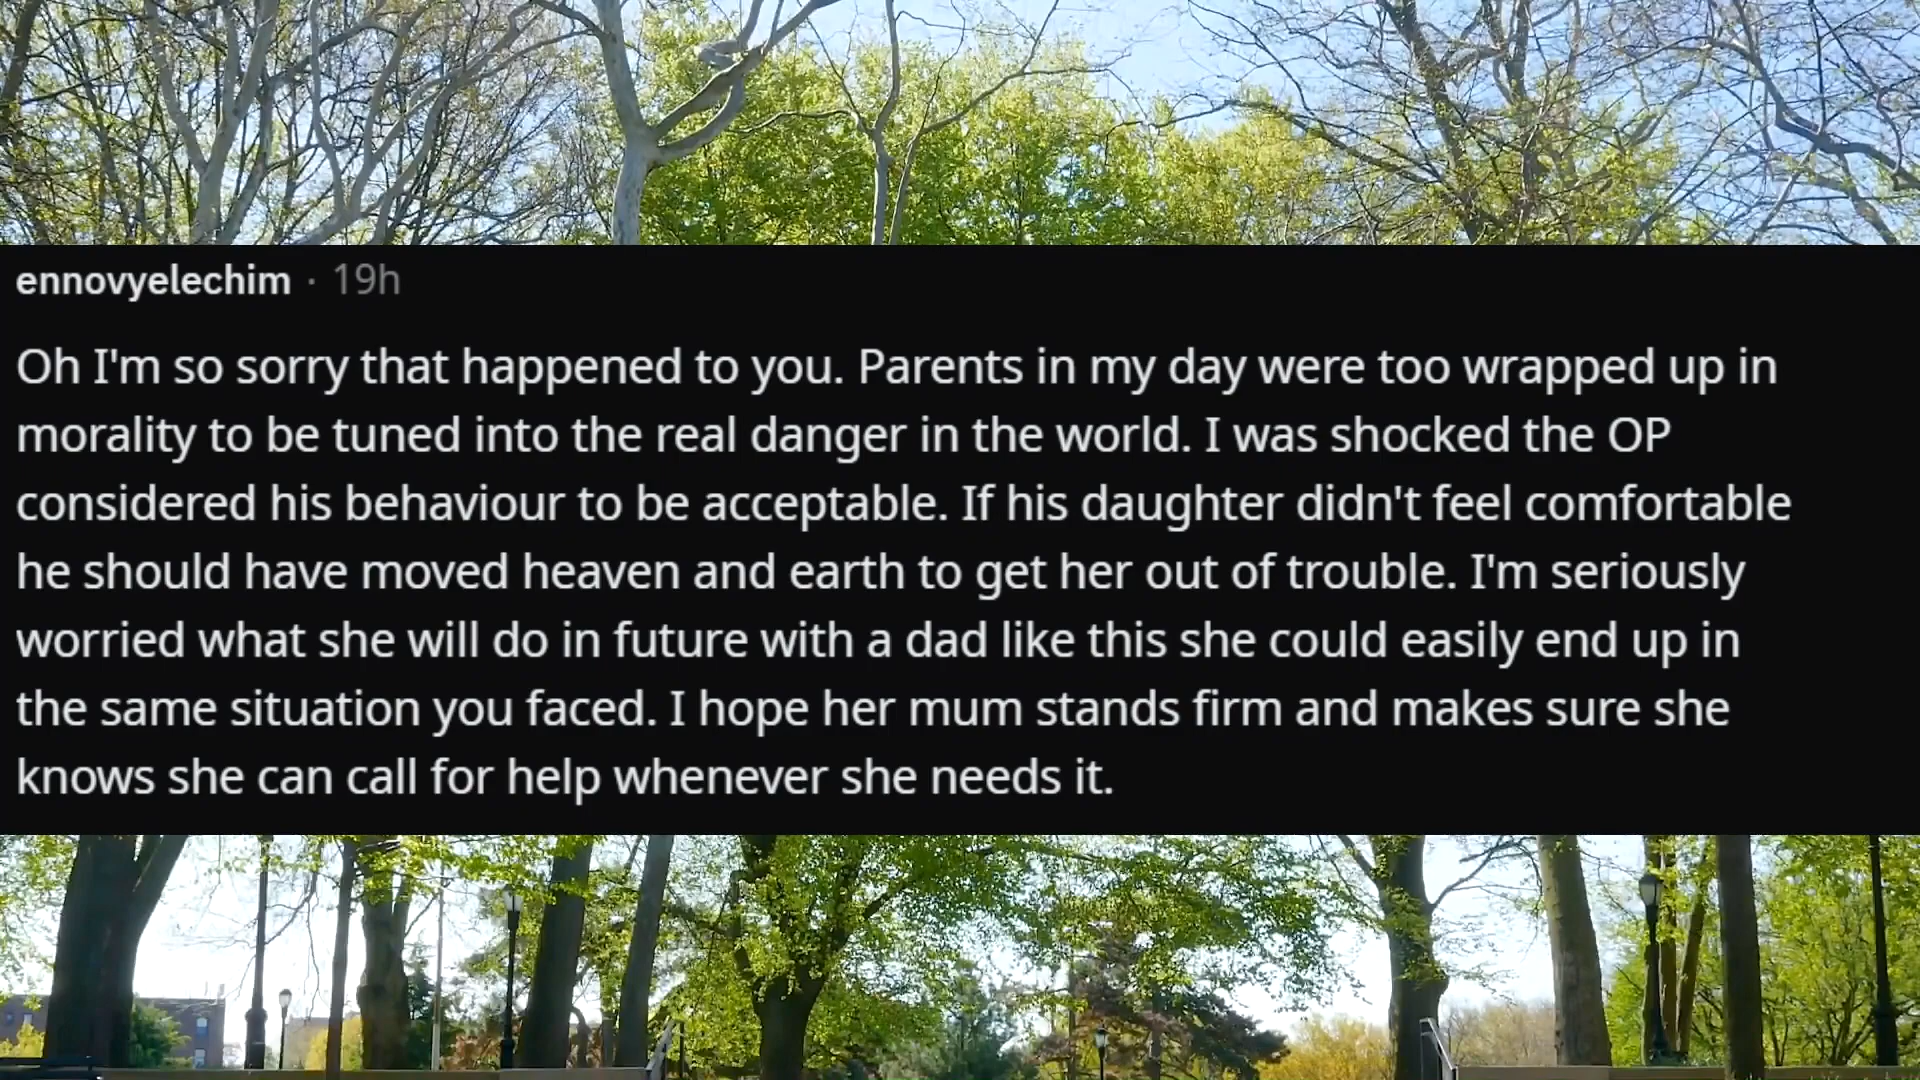 ennovyelechim · 19h
Oh I'm so sorry that happened to you. Parents in my day were too wrapped up in
morality to be tuned into the real danger in the world. I was shocked the OP
considered his behaviour to be acceptable. If his daughter didn't feel comfortable
he should have moved heaven and earth to get her out of trouble. I'm seriously
worried what she will do in future with a dad like this she could easily end up in
the same situation you faced. I hope her mum stands firm and makes sure she
knows she can call for help whenever she needs it.